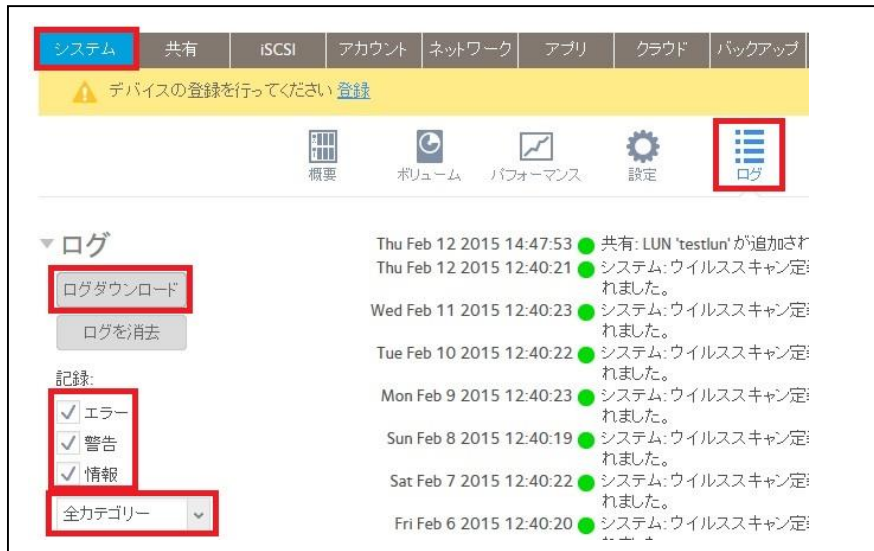 システム 共有 iSCSI アカウント ネットワーク アプリ クラウド バックアップ
デバイスの登録を行ってください 登録
概要 ボリューム パフォーマンス 設定 ログ
ログ
ログダウンロード
ログを消去
記録:
エラー
警告
情報
全カテゴリー
Thu Feb 12 2015 14:47:53 共有: LUN 'testlun' が追加され
Thu Feb 12 2015 12:40:21 システム: ウイルススキャン定
れました。
Wed Feb 11 2015 12:40:23 システム: ウイルススキャン定
れました。
Tue Feb 10 2015 12:40:22 システム: ウイルススキャン定
れました。
Mon Feb 9 2015 12:40:23 システム: ウイルススキャン定
れました。
Sun Feb 8 2015 12:40:19 システム: ウイルススキャン定
れました。
Sat Feb 7 2015 12:40:22 システム: ウイルススキャン定
れました。
Fri Feb 6 2015 12:40:20 システム: ウイルススキャン定